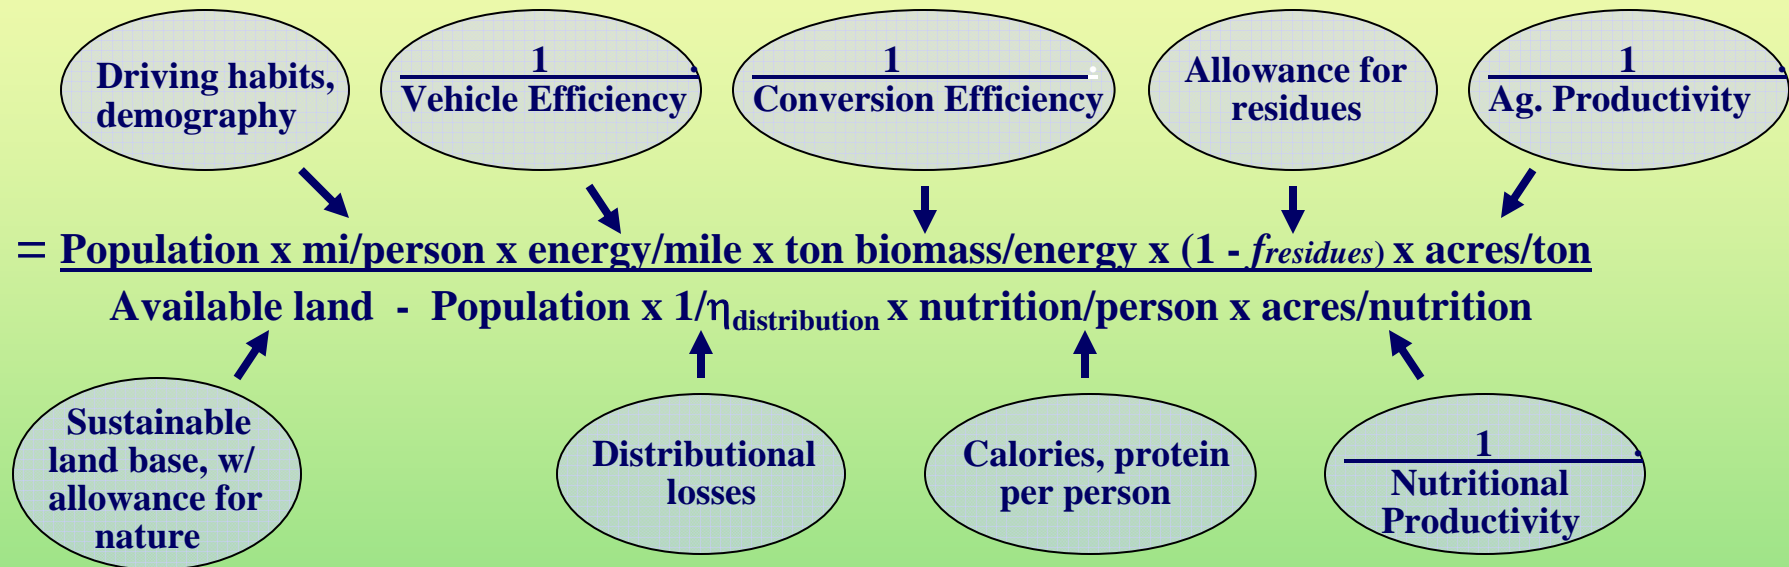 Driving habits,
demography
1 .
Vehicle Efficiency
1 .
Conversion Efficiency
Allowance for
residues
1 .
Ag. Productivity
= Population x mi/person x energy/mile x ton biomass/energy x (1 - fresidues) x acres/ton
Available land - Population x 1/ηdistribution x nutrition/person x acres/nutrition
Sustainable
land base, w/
allowance for
nature
Distributional
losses
Calories, protein
per person
1 .
Nutritional
Productivity